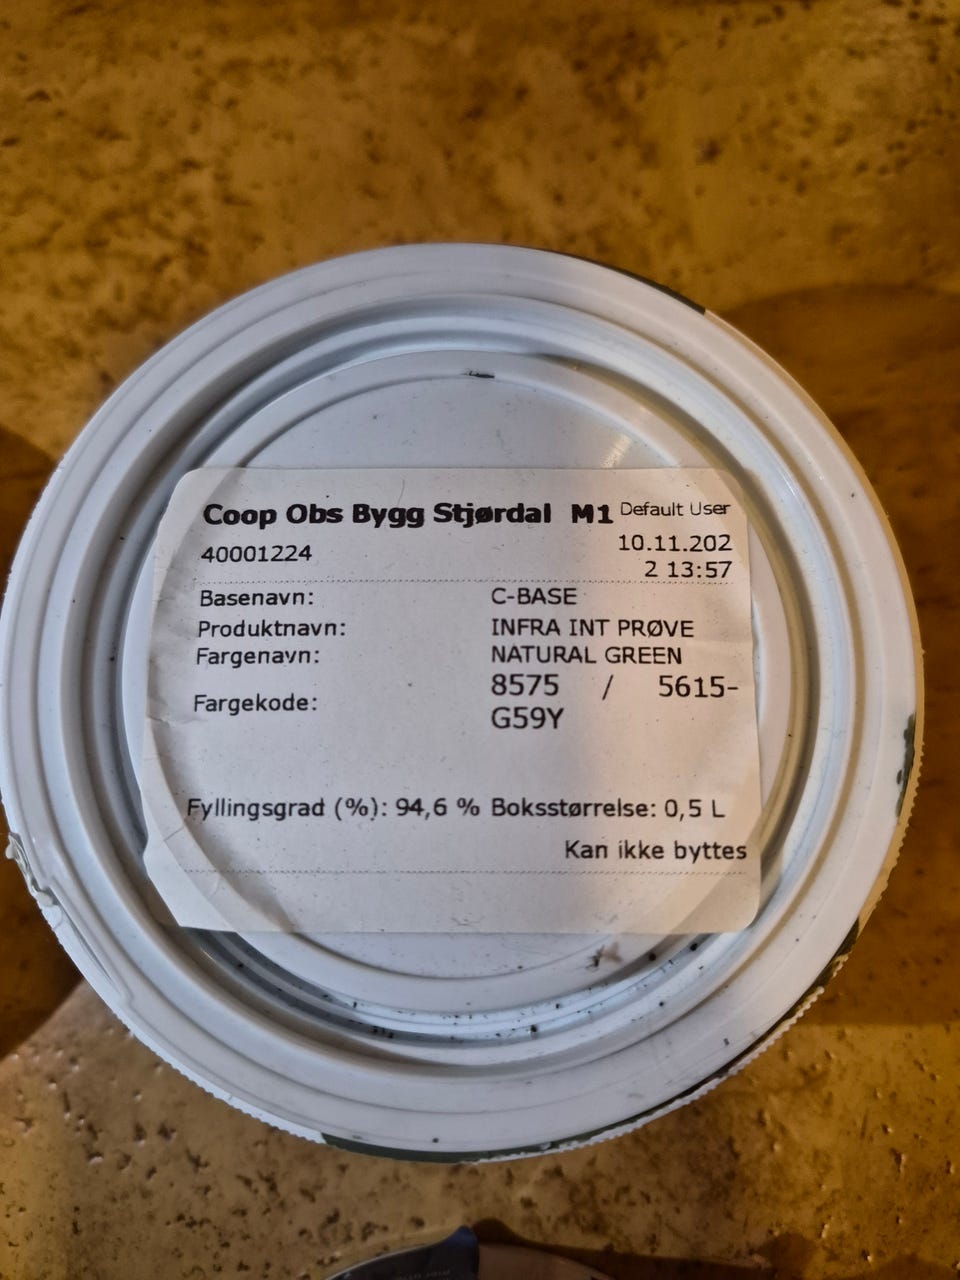 Coop Obs Bygg Stjørdal M1 Default User
40001224 10.11.202
2 13:57
Basenavn: C-BASE
Produktnavn: INFRA INT PRØVE
Fargenavn: NATURAL GREEN
Fargekode: 8575 / 5615-
G59Y
Fyllingsgrad (%): 94,6 % Boksstørrelse: 0,5 L
Kan ikke byttes